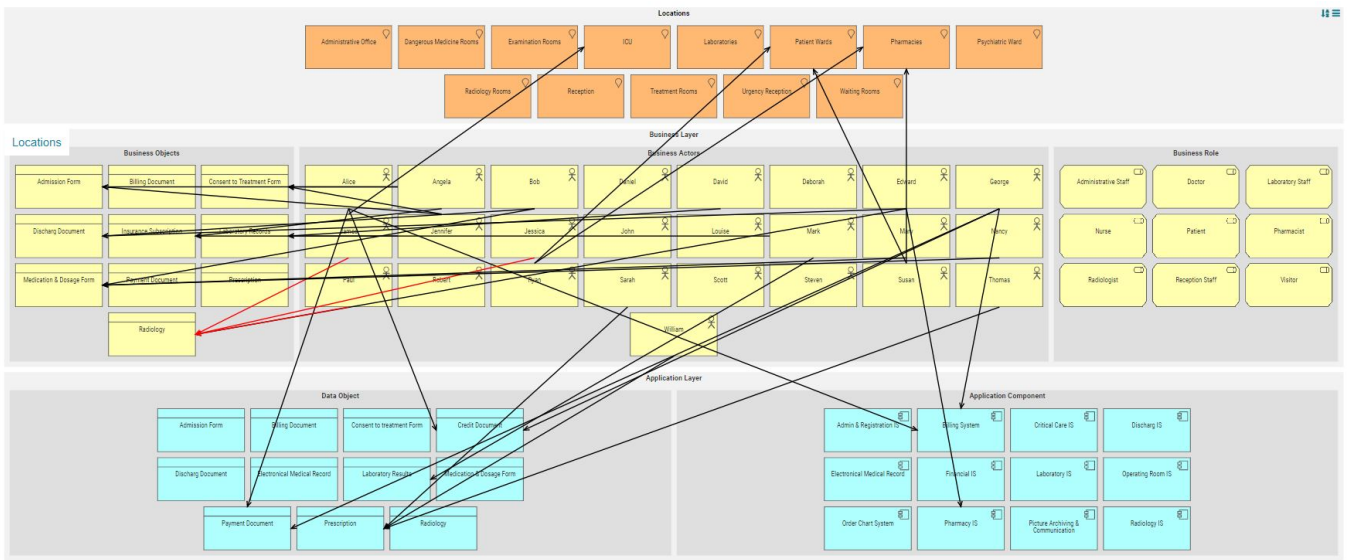 Locations
Administrative Office
Dangerous Medicine Rooms
Examination Rooms
ICU
Laboratories
Patient Wards
Pharmacies
Psychiatric Ward
Radiology Rooms
Reception
Treatment Rooms
Urgency Reception
Waiting Rooms
Locations
Business Layer
Business Objects
Admission Form
Billing Document
Consent to Treatment Form
Discharg Document
Insurance Subscription
Laboratory Records
Medication & Dosage Form
Payment Document
Prescription
Radiology
Business Actors
Alice
Angela
Bob
Daniel
David
Deborah
Edward
George
James
Jennifer
Jessica
John
Louise
Mark
Mary
Nancy
Paul
Robert
Ryan
Sarah
Scott
Steven
Susan
Thomas
William
Business Role
Administrative Staff
Doctor
Laboratory Staff
Nurse
Patient
Pharmacist
Radiologist
Reception Staff
Visitor
Application Layer
Data Object
Admission Form
Billing Document
Consent to treatment Form
Credit Document
Discharg Document
Electronical Medical Record
Laboratory Results
Medication & Dosage Form
Payment Document
Prescription
Radiology
Application Component
Admin & Registration IS
Billing System
Critical Care IS
Discharg IS
Electronical Medical Record
Financial IS
Laboratory IS
Operating Room IS
Order Chart System
Pharmacy IS
Picture Archiving &
Communication
Radiology IS